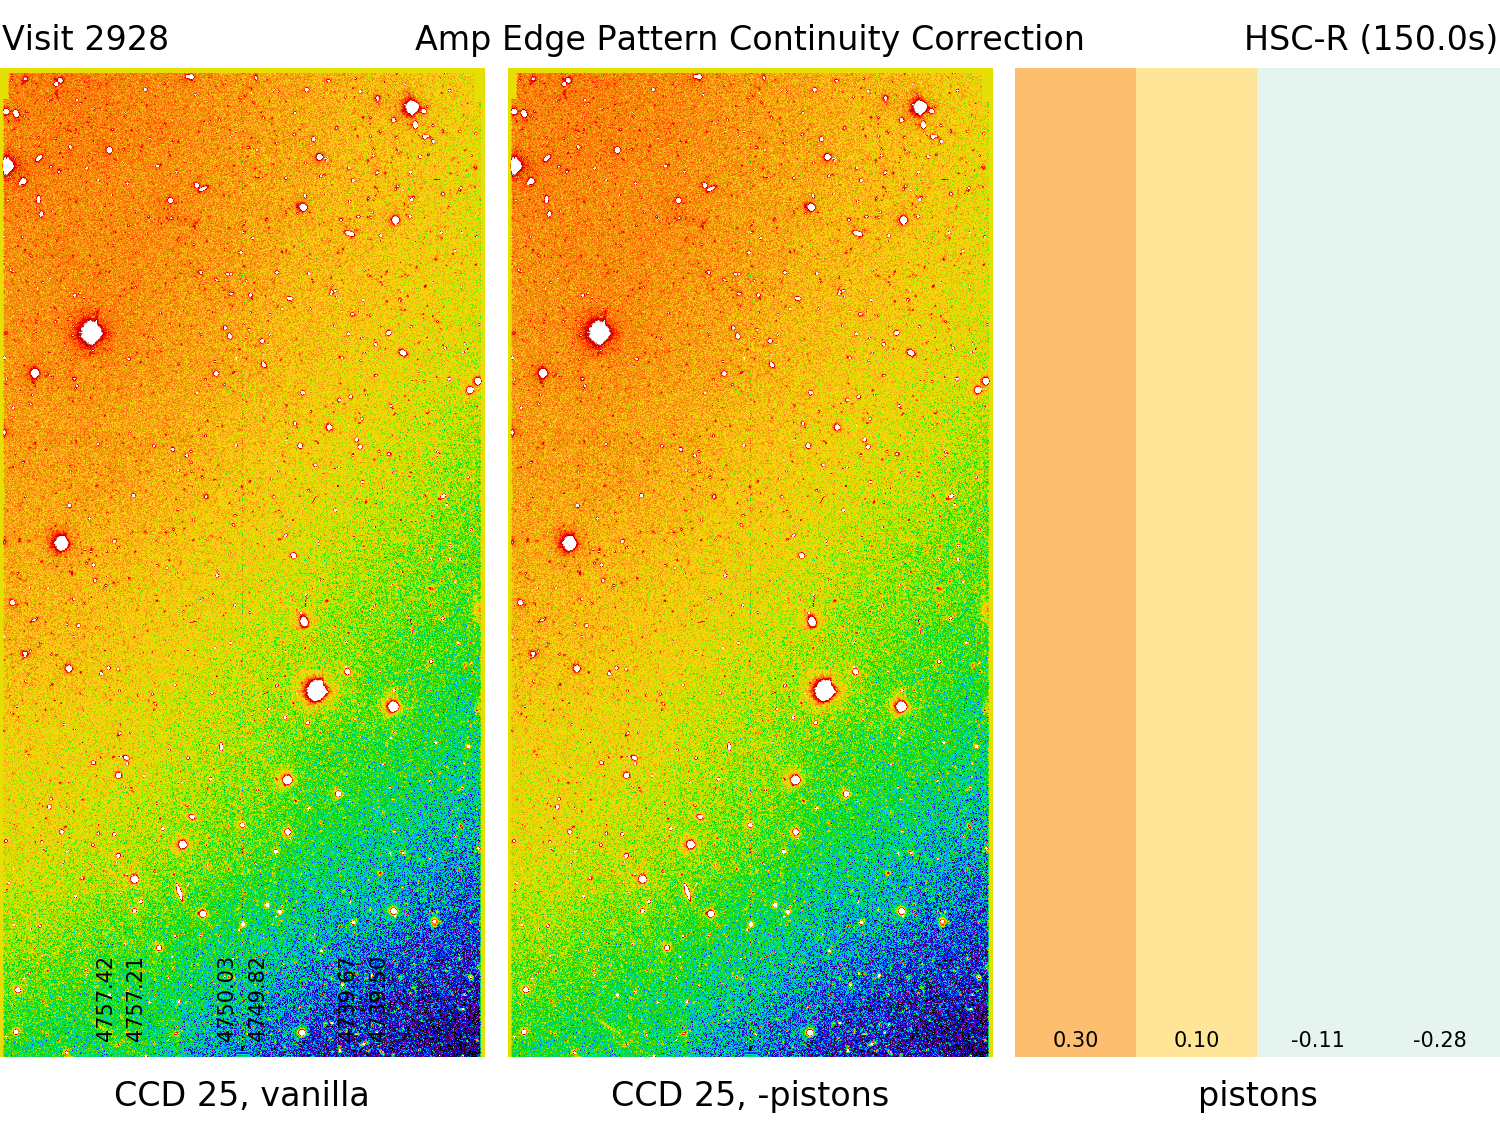 Visit 2928
Amp Edge Pattern Continuity Correction
HSC-R (150.0s)
4757.42
4757.21
4750.03
4749.82
4739.67
4739.50
0.30
0.10
-0.11
-0.28
CCD 25, vanilla
CCD 25, -pistons
pistons